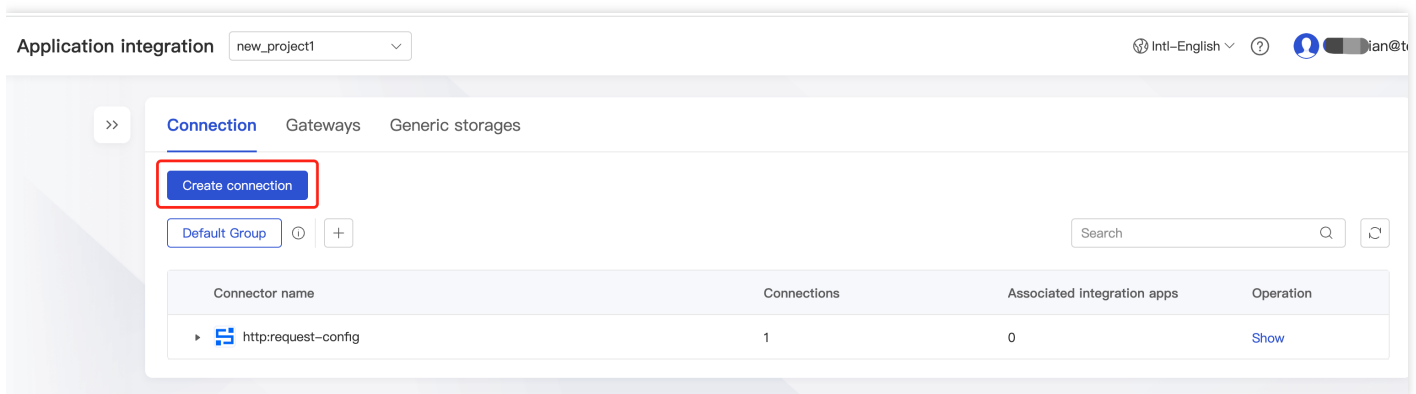 Application integration new_project1 Intl-English
Connection Gateways Generic storages
Create connection
Default Group Search
Connector name Connections Associated integration apps Operation
http:request-config 1 0 Show